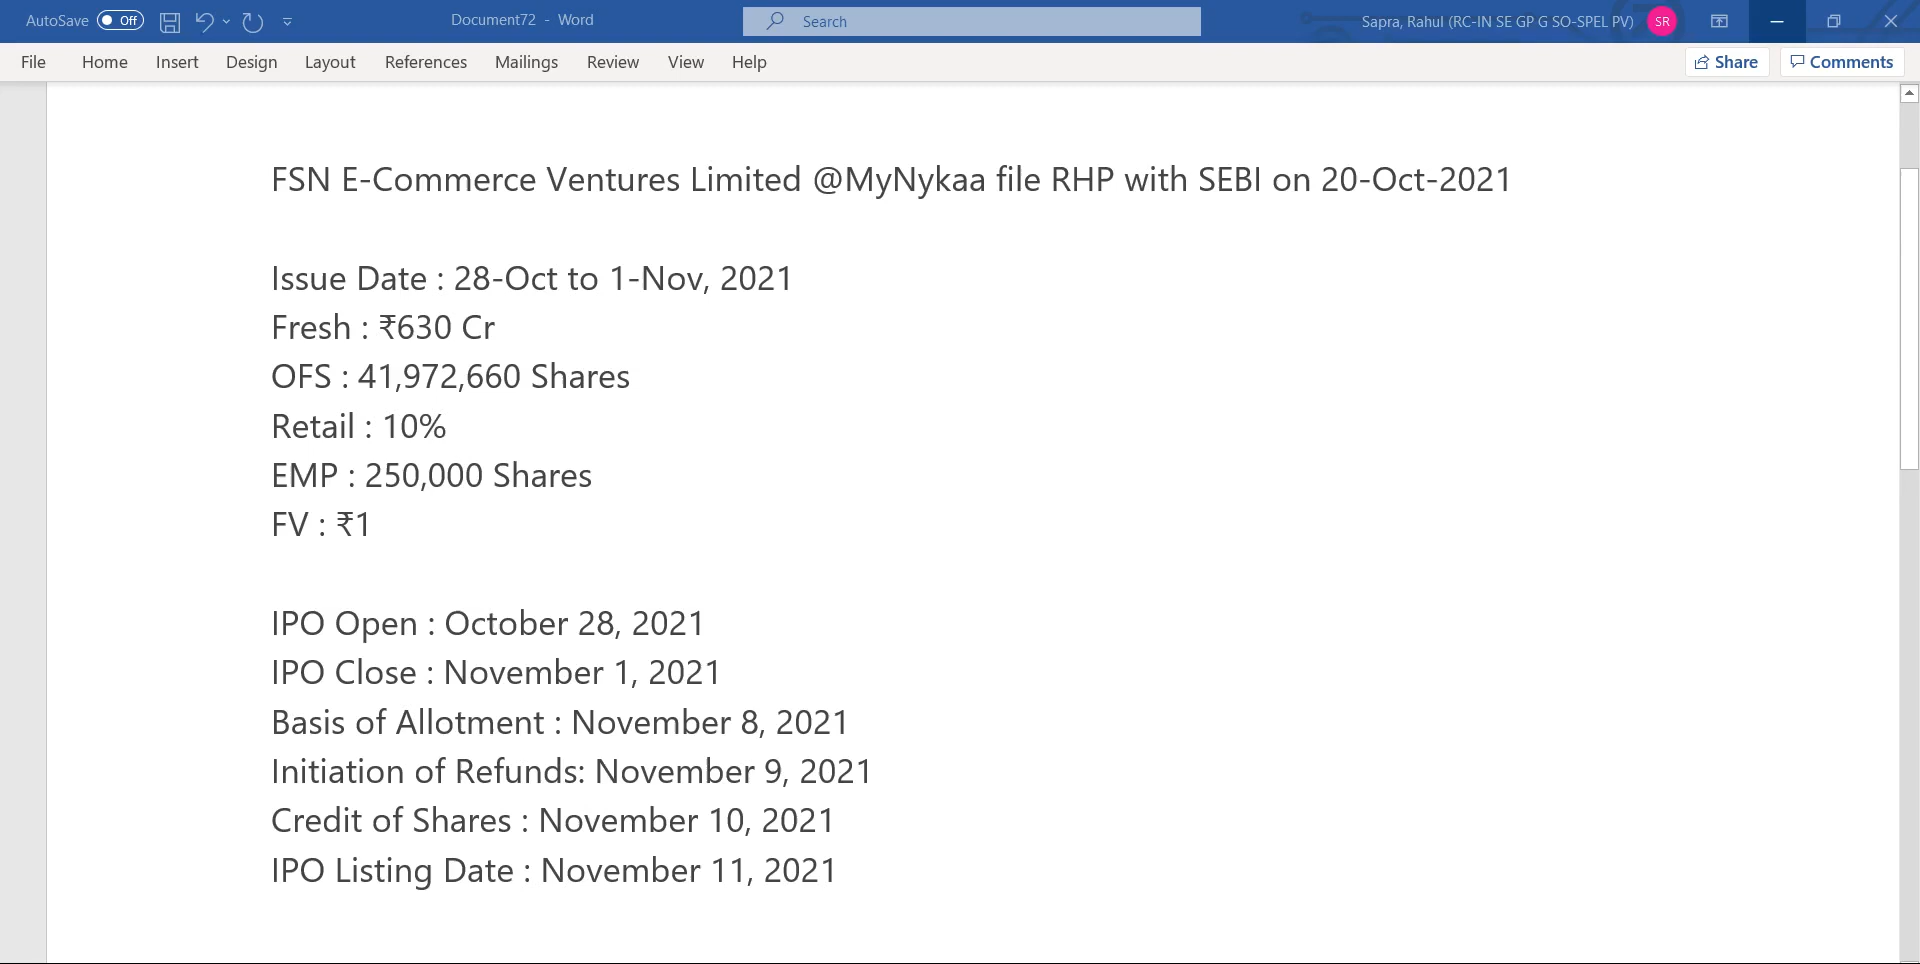 AutoSave Off Document72 - Word Search Sapra, Rahul (RC-IN SE GP G SO-SPEL PV) SR
File Home Insert Design Layout References Mailings Review View Help Share Comments
FSN E-Commerce Ventures Limited @MyNykaa file RHP with SEBI on 20-Oct-2021
Issue Date : 28-Oct to 1-Nov, 2021
Fresh : ₹630 Cr
OFS : 41,972,660 Shares
Retail : 10%
EMP : 250,000 Shares
FV : ₹1
IPO Open : October 28, 2021
IPO Close : November 1, 2021
Basis of Allotment : November 8, 2021
Initiation of Refunds: November 9, 2021
Credit of Shares : November 10, 2021
IPO Listing Date : November 11, 2021